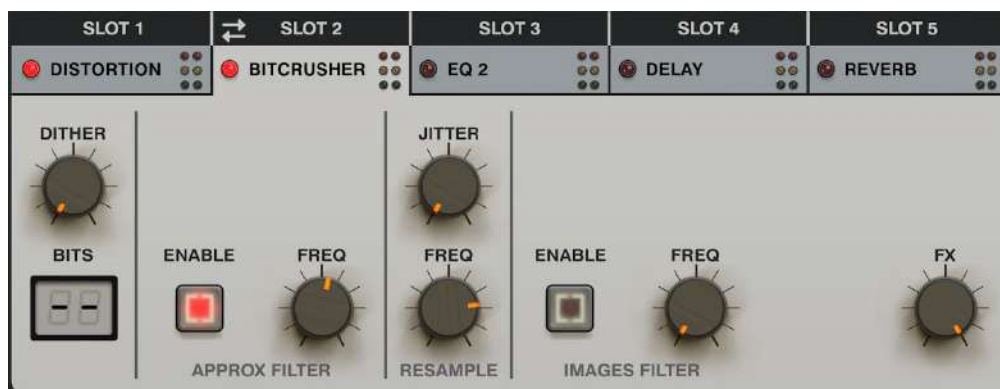 SLOT 1
SLOT 2
SLOT 3
SLOT 4
SLOT 5
DISTORTION
BITCRUSHER
EQ 2
DELAY
REVERB
DITHER
JITTER
BITS
ENABLE
FREQ
FREQ
ENABLE
FREQ
FX
--
APPROX FILTER
RESAMPLE
IMAGES FILTER